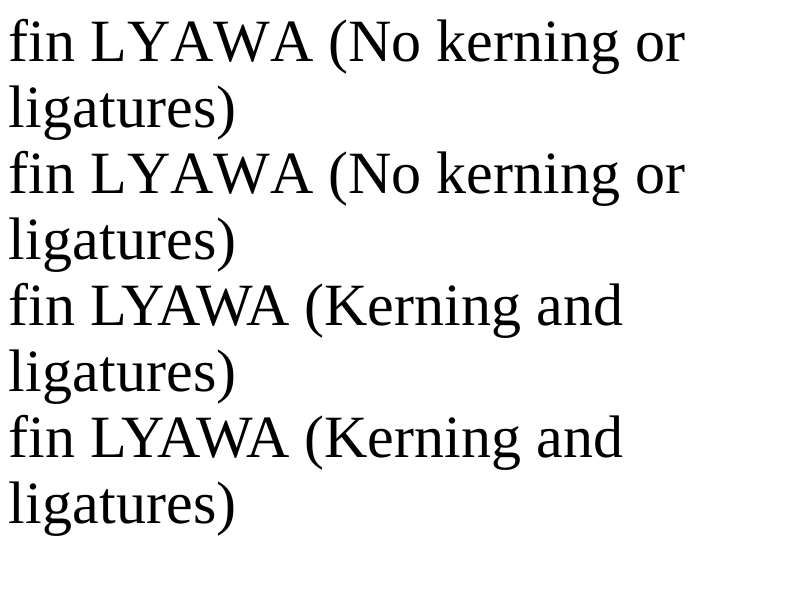 fin LYAWA (No kerning or
ligatures)
fin LYAWA (No kerning or
ligatures)
fin LYAWA (Kerning and
ligatures)
fin LYAWA (Kerning and
ligatures)